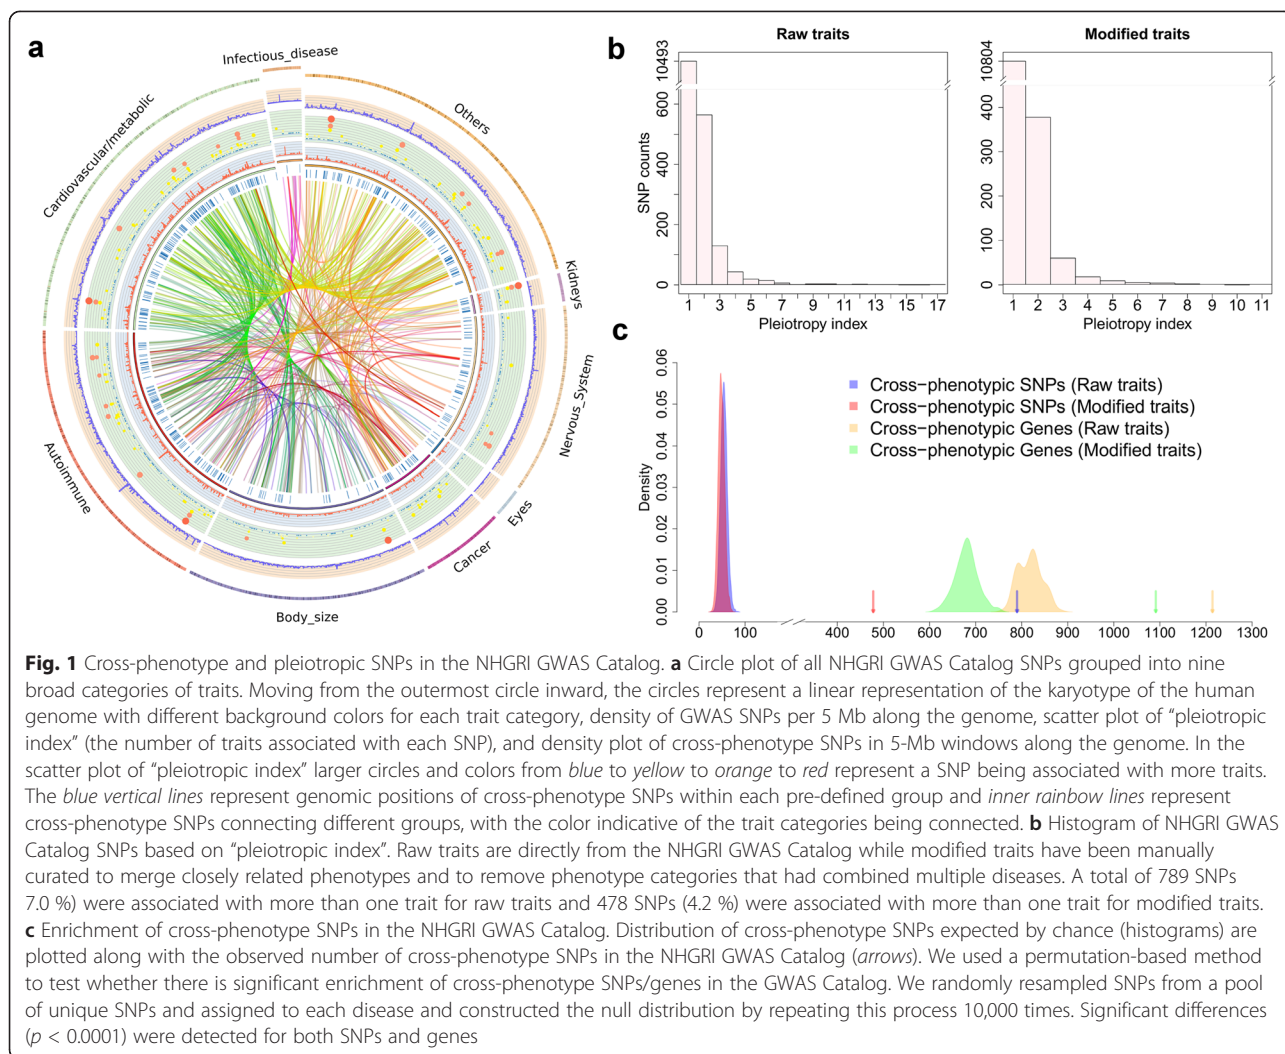 a
Infectious_disease
Others
Cardiovascular/metabolic
Kidneys
Nervous_System
Autoimmune
Eyes
Cancer
Body_size
b
Raw traits
Modified traits
SNP counts
10493
600
400
200
0
1 3 5 7 9 11 13 15 17
Pleiotropy index
10804
400
300
200
100
0
1 2 3 4 5 6 7 8 9 10 11
Pleiotropy index
c
Density
0.06
0.05
0.04
0.03
0.02
0.01
0.00
Cross-phenotypic SNPs (Raw traits)
Cross-phenotypic SNPs (Modified traits)
Cross-phenotypic Genes (Raw traits)
Cross-phenotypic Genes (Modified traits)
0 100 400 500 600 700 800 900 1000 1100 1200 1300
Fig. 1 Cross-phenotype and pleiotropic SNPs in the NHGRI GWAS Catalog. a Circle plot of all NHGRI GWAS Catalog SNPs grouped into nine
broad categories of traits. Moving from the outermost circle inward, the circles represent a linear representation of the karyotype of the human
genome with different background colors for each trait category, density of GWAS SNPs per 5 Mb along the genome, scatter plot of “pleiotropic
index” (the number of traits associated with each SNP), and density plot of cross-phenotype SNPs in 5-Mb windows along the genome. In the
scatter plot of “pleiotropic index” larger circles and colors from blue to yellow to orange to red represent a SNP being associated with more traits.
The blue vertical lines represent genomic positions of cross-phenotype SNPs within each pre-defined group and inner rainbow lines represent
cross-phenotype SNPs connecting different groups, with the color indicative of the trait categories being connected. b Histogram of NHGRI GWAS
Catalog SNPs based on “pleiotropic index”. Raw traits are directly from the NHGRI GWAS Catalog while modified traits have been manually
curated to merge closely related phenotypes and to remove phenotype categories that had combined multiple diseases. A total of 789 SNPs
7.0 %) were associated with more than one trait for raw traits and 478 SNPs (4.2 %) were associated with more than one trait for modified traits.
c Enrichment of cross-phenotype SNPs in the NHGRI GWAS Catalog. Distribution of cross-phenotype SNPs expected by chance (histograms) are
plotted along with the observed number of cross-phenotype SNPs in the NHGRI GWAS Catalog (arrows). We used a permutation-based method
to test whether there is significant enrichment of cross-phenotype SNPs/genes in the GWAS Catalog. We randomly resampled SNPs from a pool
of unique SNPs and assigned to each disease and constructed the null distribution by repeating this process 10,000 times. Significant differences
(p < 0.0001) were detected for both SNPs and genes